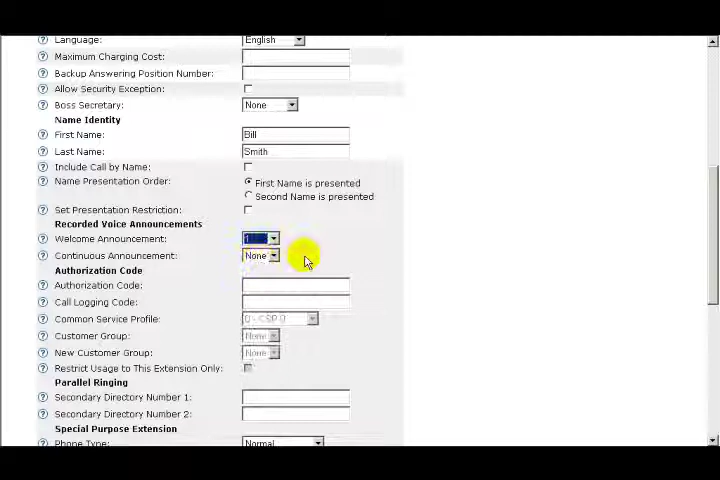 Language: English
Maximum Charging Cost:
Backup Answering Position Number:
Allow Security Exception:
Boss Secretary: None
Name Identity
First Name: Bill
Last Name: Smith
Include Call by Name:
Name Presentation Order: First Name is presented
Second Name is presented
Set Presentation Restriction:
Recorded Voice Announcements
Welcome Announcement: 1
Continuous Announcement: None
Authorization Code
Authorization Code:
Call Logging Code:
Common Service Profile: 0 - CSP 0
Customer Group: None
New Customer Group: None
Restrict Usage to This Extension Only:
Parallel Ringing
Secondary Directory Number 1:
Secondary Directory Number 2:
Special Purpose Extension
Phone Type: Normal